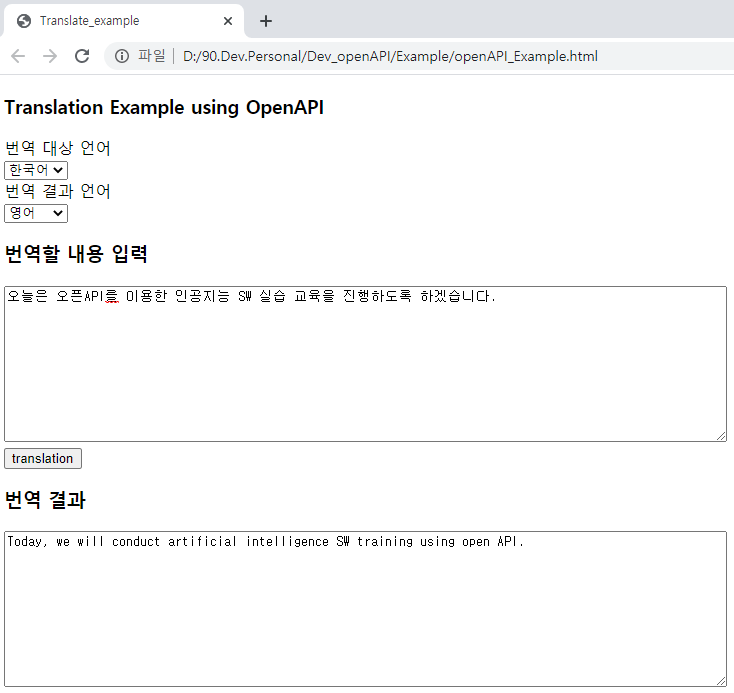 Translate_example
파일 D:/90.Dev.Personal/Dev_openAPI/Example/openAPI_Example.html
Translation Example using OpenAPI
번역 대상 언어
한국어
번역 결과 언어
영어
번역할 내용 입력
오늘은 오픈API를 이용한 인공지능 SW 실습 교육을 진행하도록 하겠습니다.
translation
번역 결과
Today, we will conduct artificial intelligence SW training using open API.